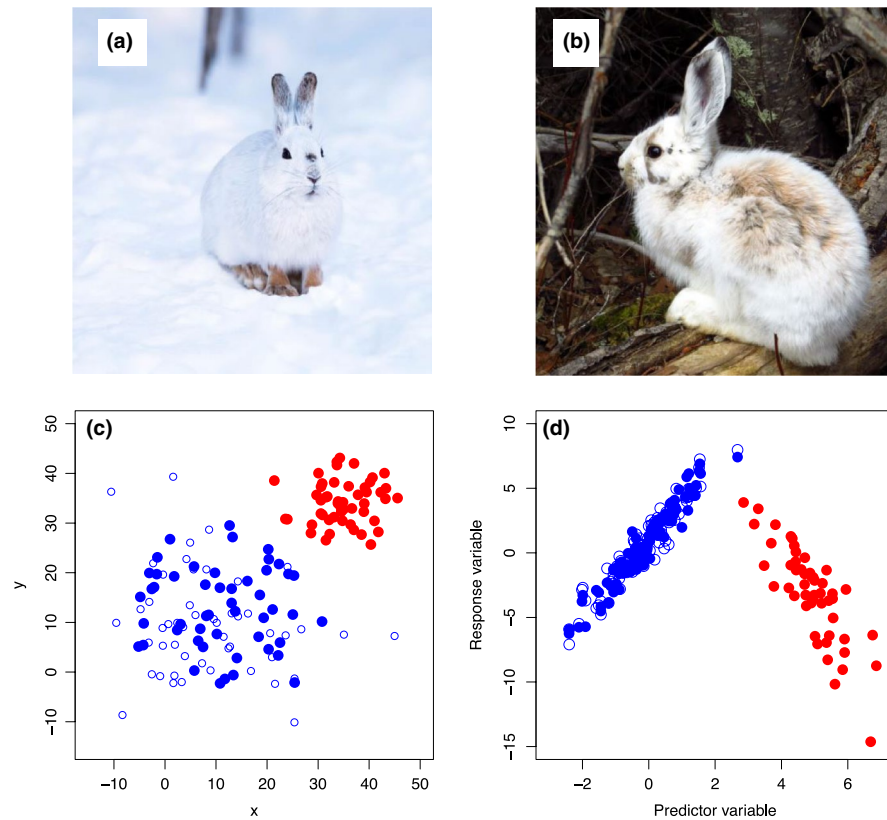 (a)
(b)
(c)
50
40
30
20
10
0
−10
y
−10 0 10 20 30 40 50
x
(d)
10
5
0
−5
−10
−15
Response variable
−2 0 2 4 6
Predictor variable